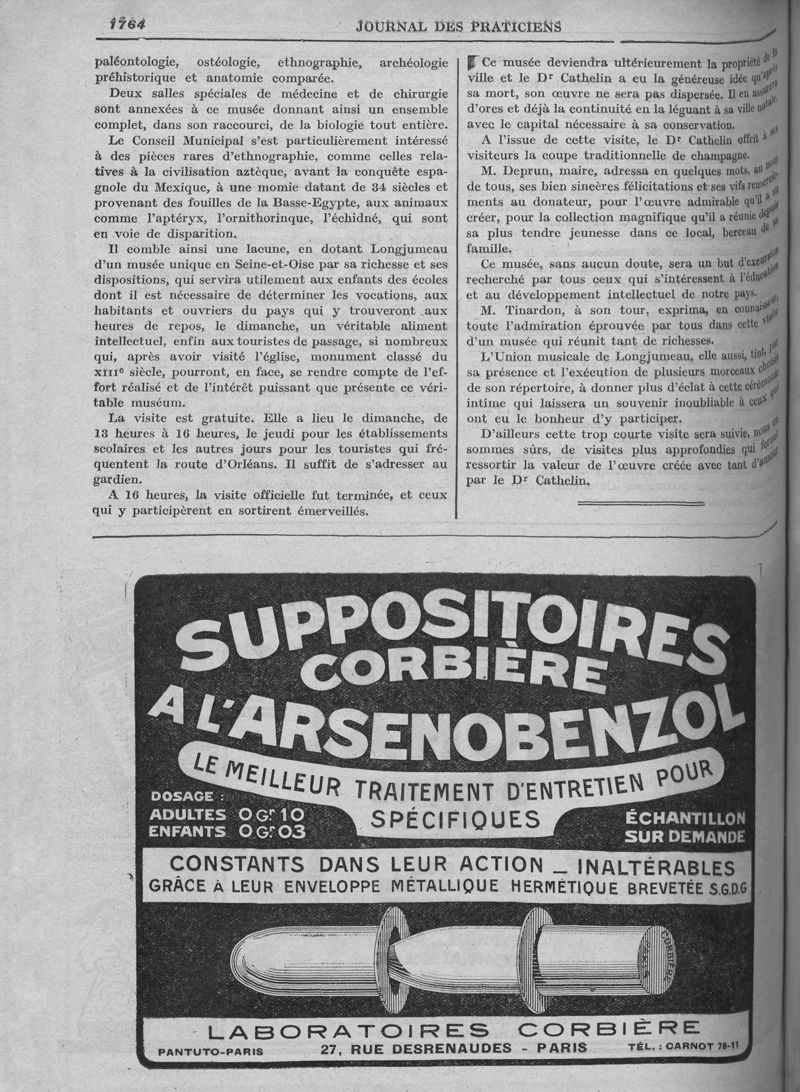 1764
JOURNAL DES PRATICIENS
paléontologie, ostéologie, ethnographie, archéologie
préhistorique et anatomie comparée.
Deux salles spéciales de médecine et de chirurgie
sont annexées à ce musée donnant ainsi un ensemble
complet, dans son raccourci, de la biologie tout entière.
Le Conseil Municipal s'est particulièrement intéressé
à des pièces rares d'ethnographie, comme celles rela-
tives à la civilisation aztèque, avant la conquête espa-
gnole du Mexique, à une momie datant de 34 siècles et
provenant des fouilles de la Basse-Egypte, aux animaux
comme l'aptéryx, l'ornithorinque, l'échidné, qui sont
en voie de disparition.
Il comble ainsi une lacune, en dotant Longjumeau
d'un musée unique en Seine-et-Oise par sa richesse et ses
dispositions, qui servira utilement aux enfants des écoles
dont il est nécessaire de déterminer les vocations, aux
habitants et ouvriers du pays qui y trouveront aux
heures de repos, le dimanche, un véritable aliment
intellectuel, enfin aux touristes de passage, si nombreux
qui, après avoir visité l'église, monument classé du
XIIIe siècle, pourront, en face, se rendre compte de l'ef-
fort réalisé et de l'intérêt puissant que présente ce véri-
table muséum.
La visite est gratuite. Elle a lieu le dimanche, de
13 heures à 16 heures, le jeudi pour les établissements
scolaires et les autres jours pour les touristes qui fré-
quentent la route d'Orléans. Il suffit de s'adresser au
gardien.
A 16 heures, la visite officielle fut terminée, et ceux
qui y participèrent en sortirent émerveillés.
Ce musée deviendra ultérieurement la propriété de la
ville et le Dr Cathelin a eu la généreuse idée qu'après
sa mort, son œuvre ne sera pas dispersée. Il en assure
d'ores et déjà la continuité en la léguant à sa ville natale,
avec le capital nécessaire à sa conservation.
A l'issue de cette visite, le Dr Cathelin offrit à ses
visiteurs la coupe traditionnelle de champagne.
M. Deprun, maire, adressa en quelques mots, au nom
de tous, ses bien sincères félicitations et ses vifs remercie-
ments au donateur, pour l'œuvre admirable qu'il a su
créer, pour la collection magnifique qu'il a réunie depuis
sa plus tendre jeunesse dans ce local, berceau de sa
famille.
Ce musée, sans aucun doute, sera un but d'excursion
recherché par tous ceux qui s'intéressent à l'éducation
et au développement intellectuel de notre pays.
M. Tinardon, à son tour, exprima, en connaisseur,
toute l'admiration éprouvée par tous dans cette visite
d'un musée qui réunit tant de richesses.
L'Union musicale de Longjumeau, elle aussi, tint, par
sa présence et l'exécution de plusieurs morceaux choisis
de son répertoire, à donner plus d'éclat à cette cérémonie
intime qui laissera un souvenir inoubliable à ceux qui
ont eu le bonheur d'y participer.
D'ailleurs cette trop courte visite sera suivie, nous en
sommes sûrs, de visites plus approfondies qui feront
ressortir la valeur de l'œuvre créée avec tant d'amour
par le Dr Cathelin.
SUPPOSITOIRES
CORBIÈRE
A L'ARSENOBENZOL
LE MEILLEUR TRAITEMENT D'ENTRETIEN POUR
SPÉCIFIQUES
DOSAGE :
ADULTES 0 Gr 10
ENFANTS 0 Gr 03
ÉCHANTILLON
SUR DEMANDE
CONSTANTS DANS LEUR ACTION _ INALTÉRABLES
GRÂCE À LEUR ENVELOPPE MÉTALLIQUE HERMÉTIQUE BREVETÉE S.G.D.G
CORBIÈRE
PARIS
LABORATOIRES CORBIÈRE
PANTUTO-PARIS
27, RUE DESRENAUDES - PARIS
TÉL. : CARNOT 78-11